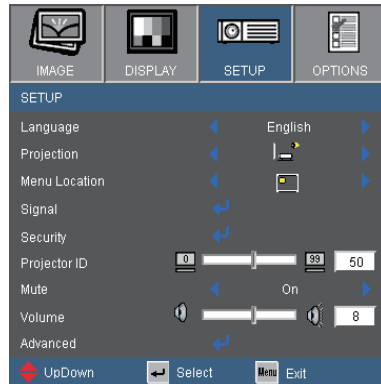 IMAGE DISPLAY SETUP OPTIONS
SETUP
Language English
Projection
Menu Location
Signal
Security
Projector ID 0 99 50
Mute On
Volume 8
Advanced
UpDown Select Menu Exit